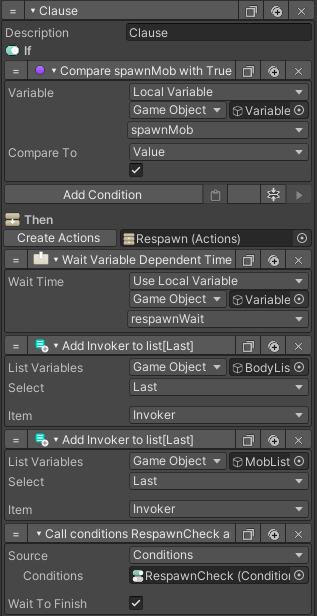 Clause
Description Clause
If
Compare spawnMob with True
Variable Local Variable
Game Object Variable
spawnMob
Compare To Value
Add Condition
Then
Create Actions Respawn (Actions)
Wait Variable Dependent Time
Wait Time Use Local Variable
Game Object Variable
respawnWait
Add Invoker to list[Last]
List Variables Game Object BodyLis
Select Last
Item Invoker
Add Invoker to list[Last]
List Variables Game Object MobList
Select Last
Item Invoker
Call conditions RespawnCheck a
Source Conditions
Conditions RespawnCheck (Condition
Wait To Finish